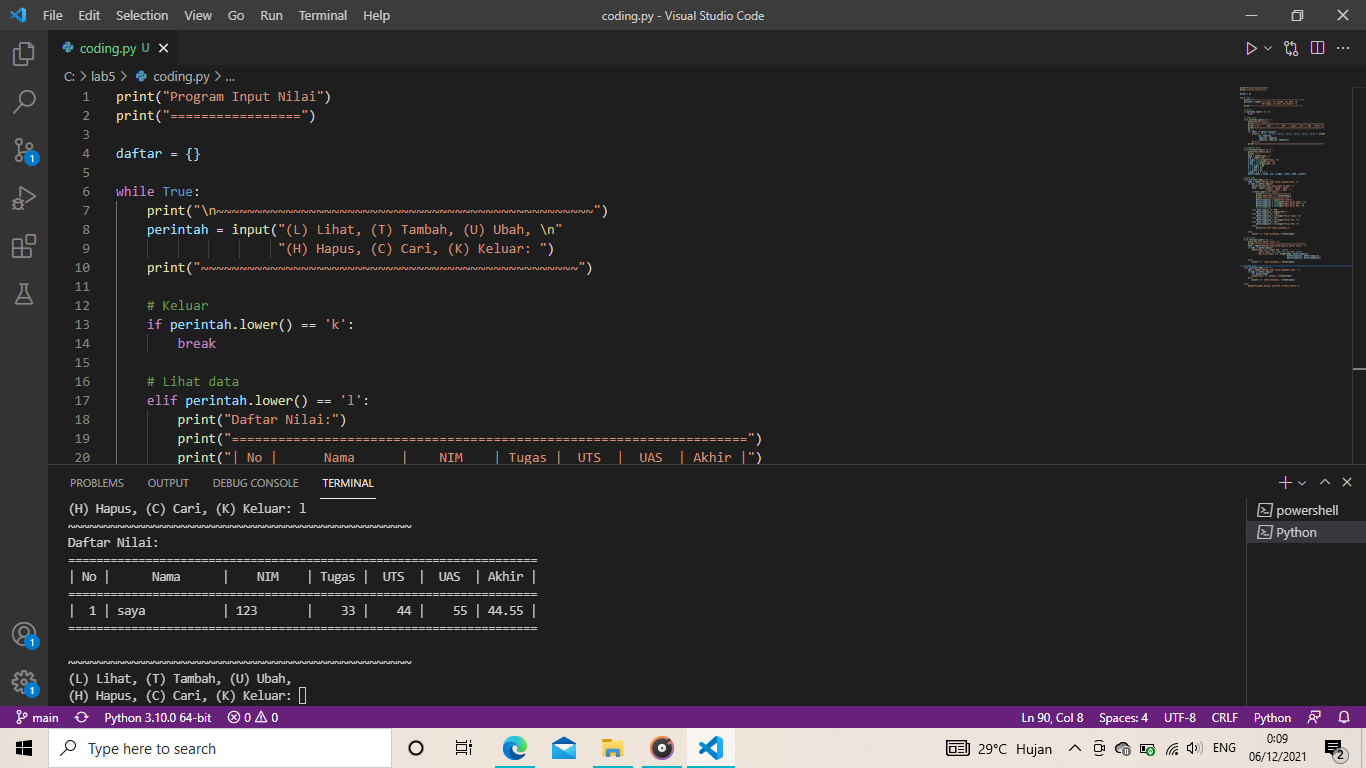 File Edit Selection View Go Run Terminal Help coding.py - Visual Studio Code
coding.py U
C: > lab5 > coding.py > ...
1 print("Program Input Nilai")
2 print("=================")
3
4 daftar = {}
5
6 while True:
7 print("\n~~~~~~~~~~~~~~~~~~~~~~~~~~~~~~~~~~~~~~~~~~~~~~~~~")
8 perintah = input("(L) Lihat, (T) Tambah, (U) Ubah, \n"
9 "(H) Hapus, (C) Cari, (K) Keluar: ")
10 print("~~~~~~~~~~~~~~~~~~~~~~~~~~~~~~~~~~~~~~~~~~~~~~~~~")
11
12 # Keluar
13 if perintah.lower() == 'k':
14 break
15
16 # Lihat data
17 elif perintah.lower() == 'l':
18 print("Daftar Nilai:")
19 print("===================================================================")
20 print("| No |      Nama      |    NIM    | Tugas |  UTS  |  UAS  | Akhir |")
PROBLEMS OUTPUT DEBUG CONSOLE TERMINAL
(H) Hapus, (C) Cari, (K) Keluar: l
~~~~~~~~~~~~~~~~~~~~~~~~~~~~~~~~~~~~~~~~~~~~~~~~~
Daftar Nilai:
===================================================================
| No |      Nama      |    NIM    | Tugas |  UTS  |  UAS  | Akhir |
===================================================================
|  1 | saya           | 123       |    33 |    44 |    55 | 44.55 |
===================================================================
~~~~~~~~~~~~~~~~~~~~~~~~~~~~~~~~~~~~~~~~~~~~~~~~~
(L) Lihat, (T) Tambah, (U) Ubah,
(H) Hapus, (C) Cari, (K) Keluar:
powershell
Python
1
1
1
main Python 3.10.0 64-bit 0 0 Ln 90, Col 8 Spaces: 4 UTF-8 CRLF Python
Type here to search 29°C Hujan ENG 0:09
06/12/2021 2